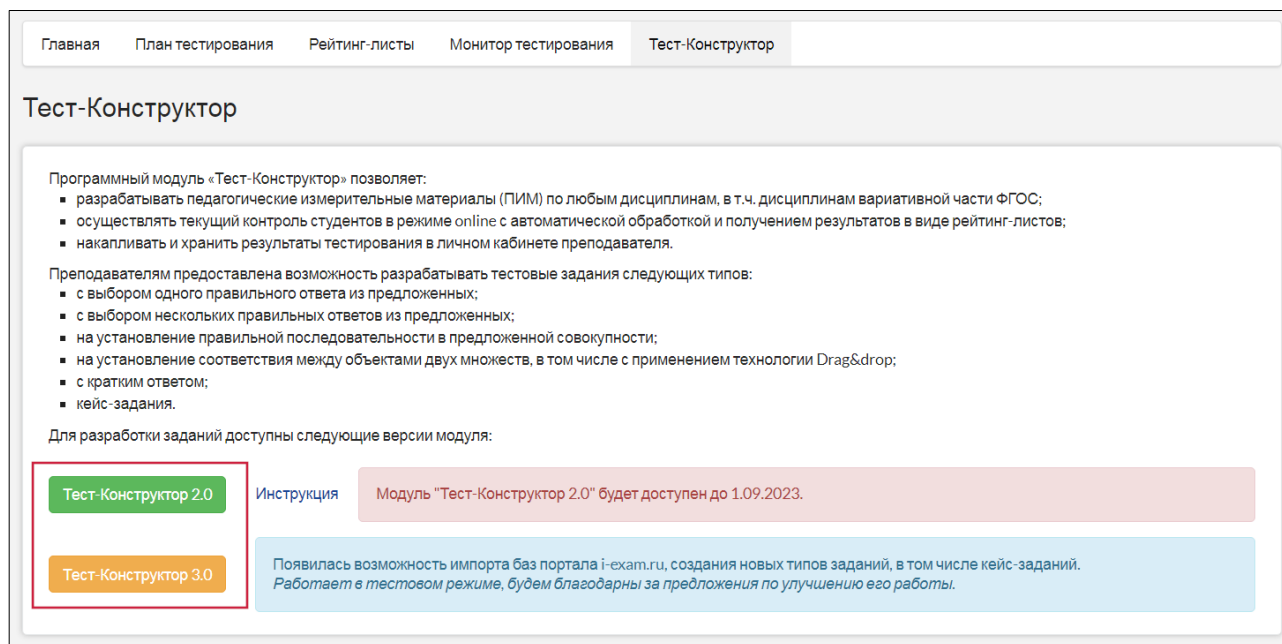 Главная План тестирования Рейтинг-листы Монитор тестирования Тест-Конструктор
Тест-Конструктор
Программный модуль «Тест-Конструктор» позволяет:
▪ разрабатывать педагогические измерительные материалы (ПИМ) по любым дисциплинам, в т.ч. дисциплинам вариативной части ФГОС;
▪ осуществлять текущий контроль студентов в режиме online с автоматической обработкой и получением результатов в виде рейтинг-листов;
▪ накапливать и хранить результаты тестирования в личном кабинете преподавателя.
Преподавателям предоставлена возможность разрабатывать тестовые задания следующих типов:
▪ с выбором одного правильного ответа из предложенных;
▪ с выбором нескольких правильных ответов из предложенных;
▪ на установление правильной последовательности в предложенной совокупности;
▪ на установление соответствия между объектами двух множеств, в том числе с применением технологии Drag&drop;
▪ с кратким ответом;
▪ кейс-задания.
Для разработки заданий доступны следующие версии модуля:
Тест-Конструктор 2.0 Инструкция Модуль "Тест-Конструктор 2.0" будет доступен до 1.09.2023.
Тест-Конструктор 3.0
Появилась возможность импорта баз портала i-exam.ru, создания новых типов заданий, в том числе кейс-заданий.
Работает в тестовом режиме, будем благодарны за предложения по улучшению его работы.